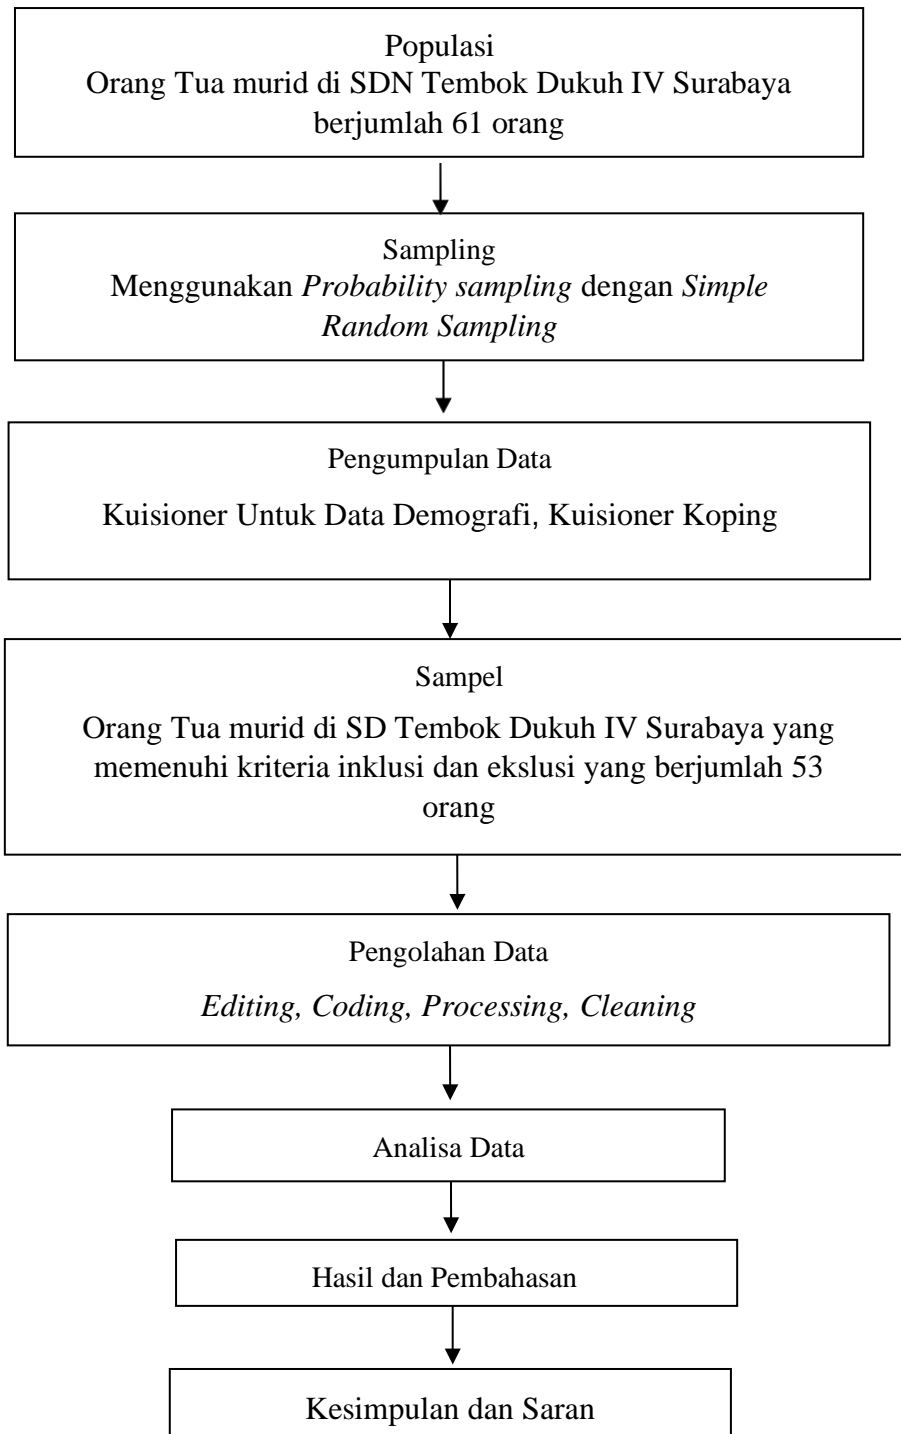 Populasi
Orang Tua murid di SDN Tembok Dukuh IV Surabaya
berjumlah 61 orang
Sampling
Menggunakan Probability sampling dengan Simple
Random Sampling
Pengumpulan Data
Kuisioner Untuk Data Demografi, Kuisioner Koping
Sampel
Orang Tua murid di SD Tembok Dukuh IV Surabaya yang
memenuhi kriteria inklusi dan ekslusi yang berjumlah 53
orang
Pengolahan Data
Editing, Coding, Processing, Cleaning
Analisa Data
Hasil dan Pembahasan
Kesimpulan dan Saran